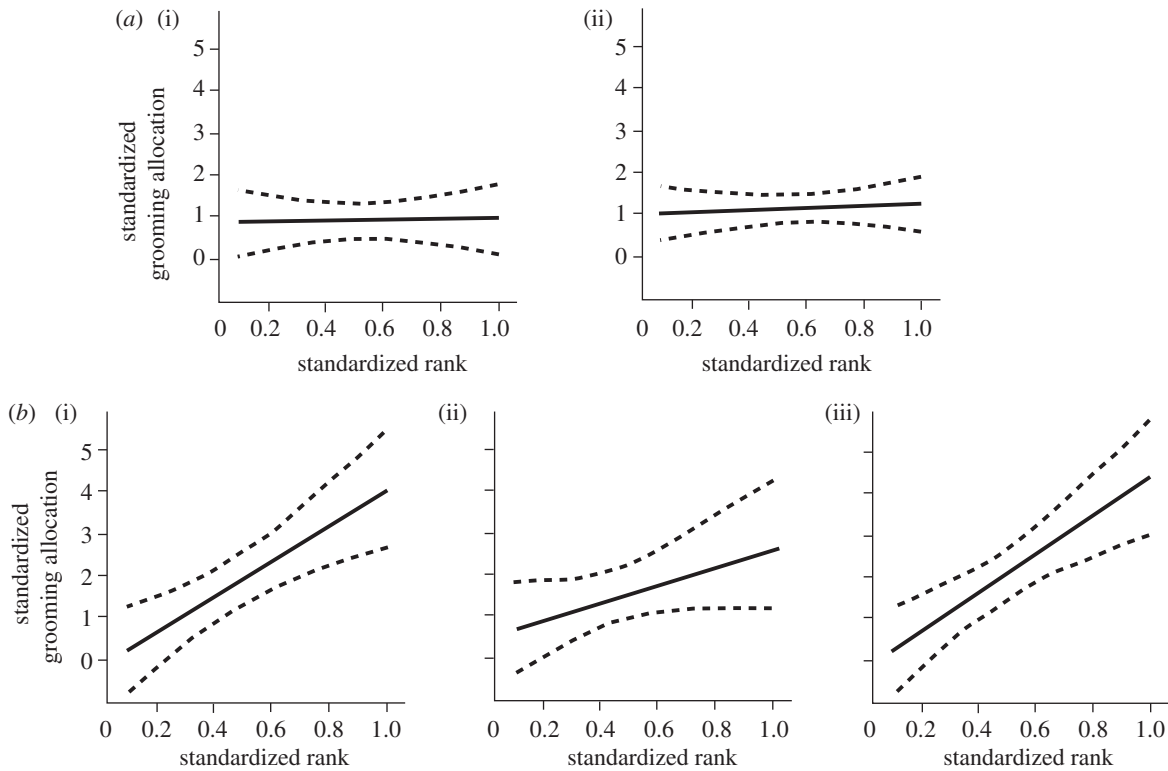 (a) (i)
(ii)
5
4
3
2
1
0
5
4
3
2
1
0
standardized
grooming allocation
0 0.2 0.4 0.6 0.8 1.0
0 0.2 0.4 0.6 0.8 1.0
standardized rank
standardized rank
(b) (i)
(ii)
(iii)
5
4
3
2
1
0
standardized
grooming allocation
0 0.2 0.4 0.6 0.8 1.0
0 0.2 0.4 0.6 0.8 1.0
0 0.2 0.4 0.6 0.8 1.0
standardized rank
standardized rank
standardized rank